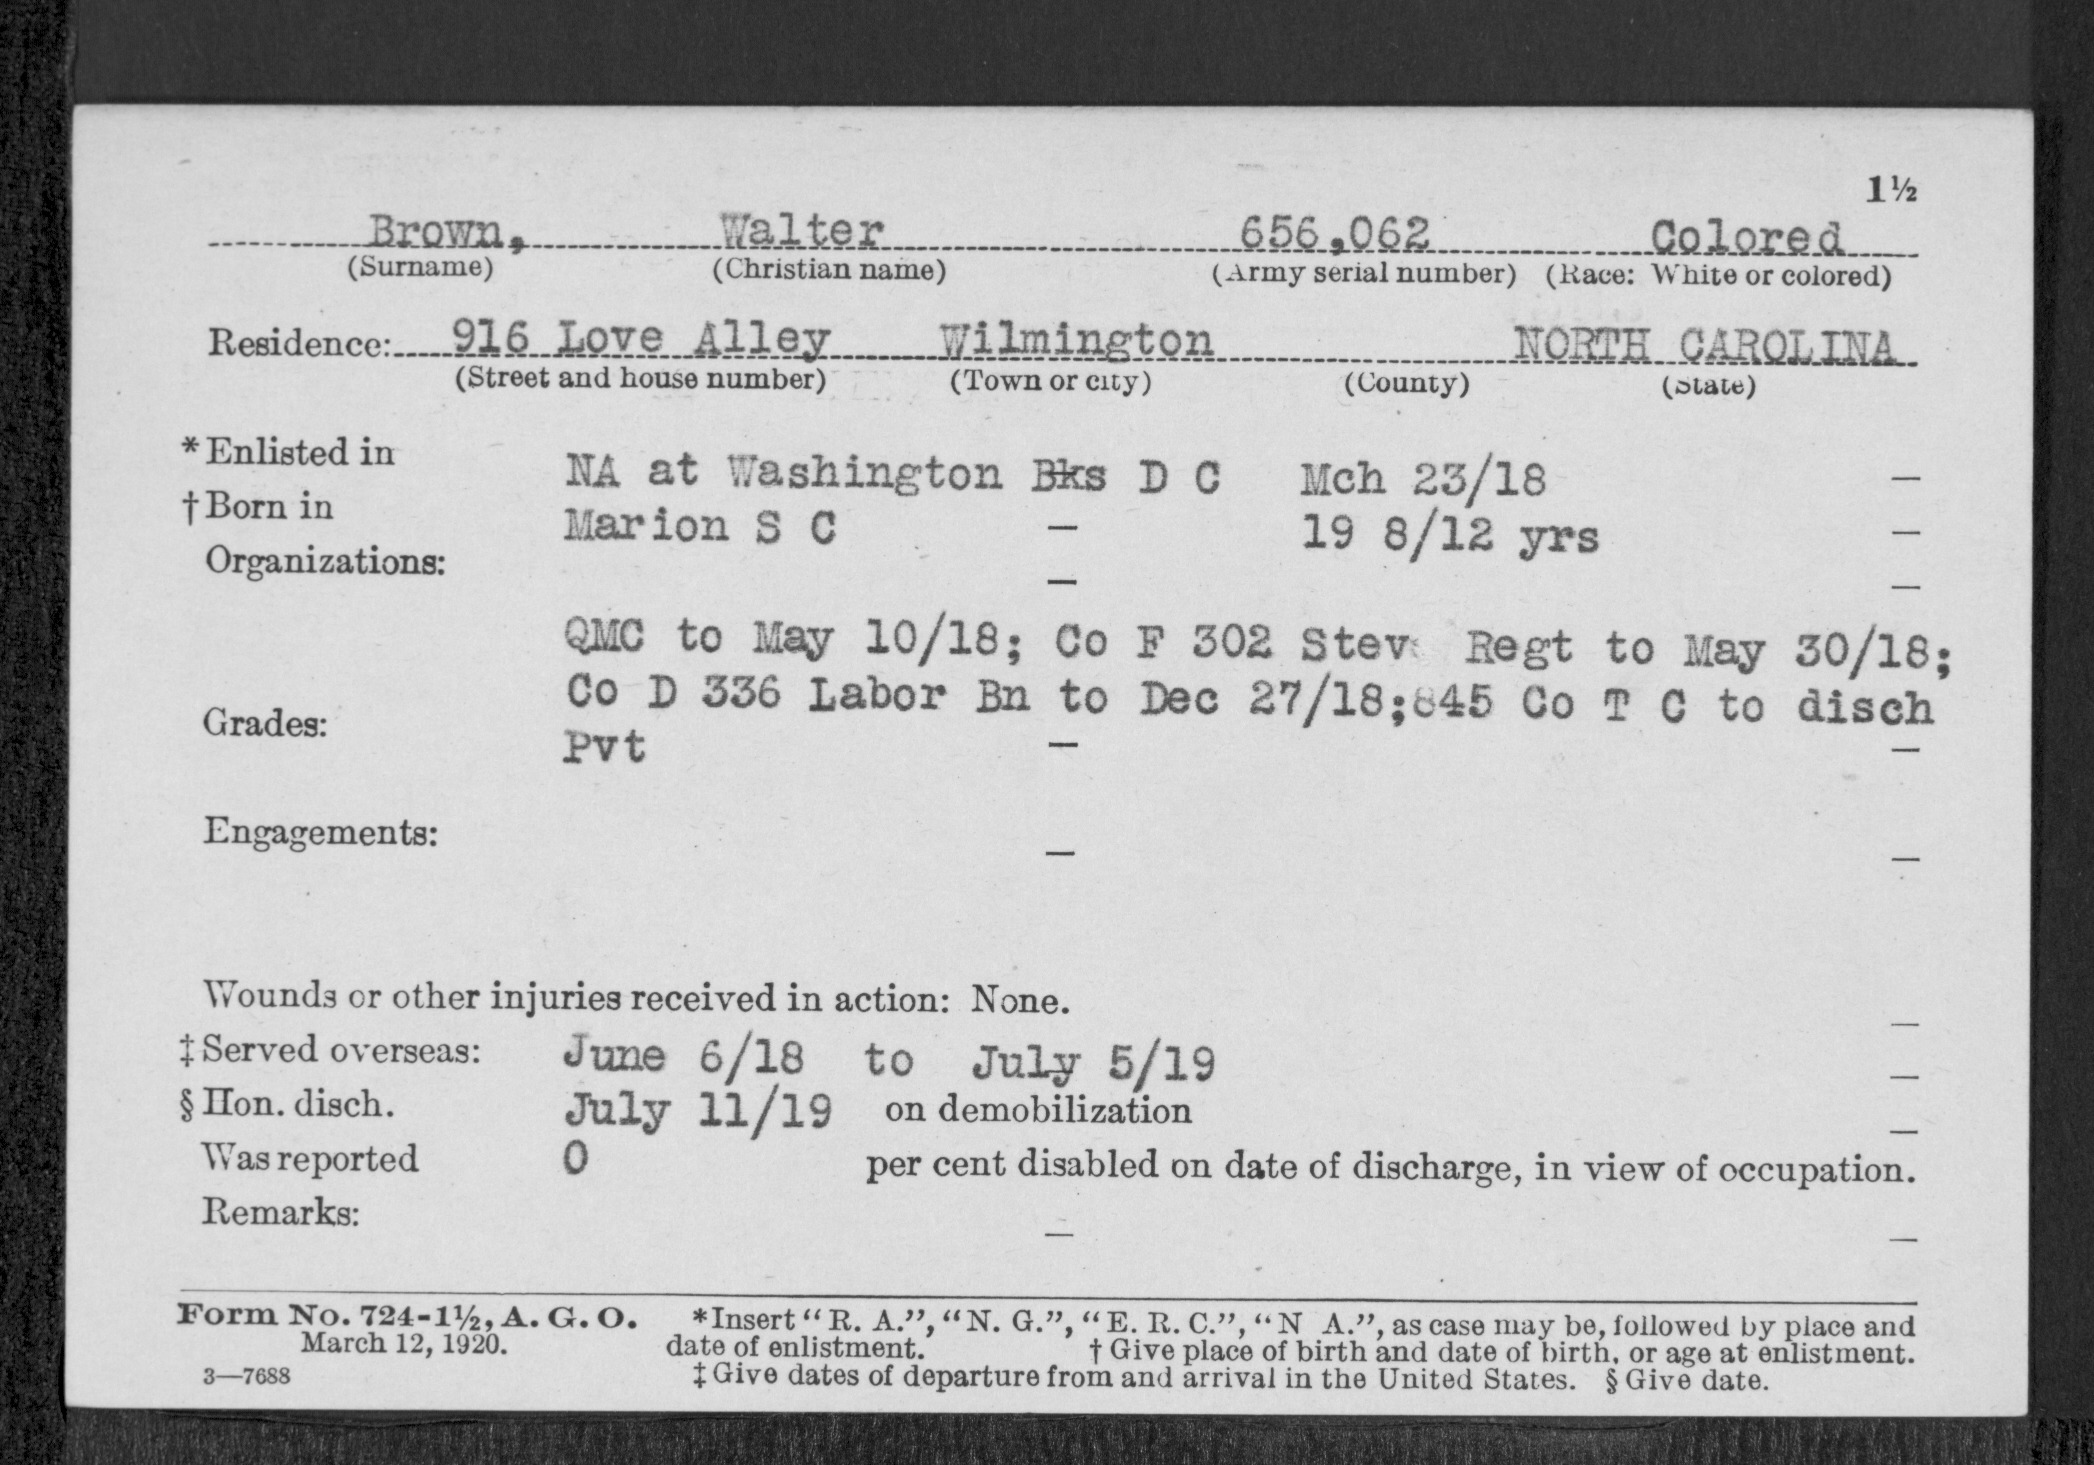 1½
Brown, Walter 656,062 Colored
(Surname) (Christian name) (Army serial number) (Race: White or colored)
Residence: 916 Love Alley Wilmington NORTH CAROLINA
(Street and house number) (Town or city) (County) (State)
*Enlisted in NA at Washington Bks D C Mch 23/18 —
†Born in Marion S C — 19 8/12 yrs —
Organizations: — —
QMC to May 10/18; Co F 302 Stev Regt to May 30/18;
Co D 336 Labor Bn to Dec 27/18;845 Co T C to disch
Grades: Pvt — —
Engagements: — —
Wounds or other injuries received in action: None. —
‡Served overseas: June 6/18 to July 5/19 —
§Hon. disch. July 11/19 on demobilization —
Was reported 0 per cent disabled on date of discharge, in view of occupation.
Remarks: — —
Form No. 724-1½, A. G. O. *Insert "R. A.", "N. G.", "E. R. C.", "N A.", as case may be, followed by place and
March 12, 1920. date of enlistment. †Give place of birth and date of birth, or age at enlistment.
3—7688 ‡Give dates of departure from and arrival in the United States. §Give date.